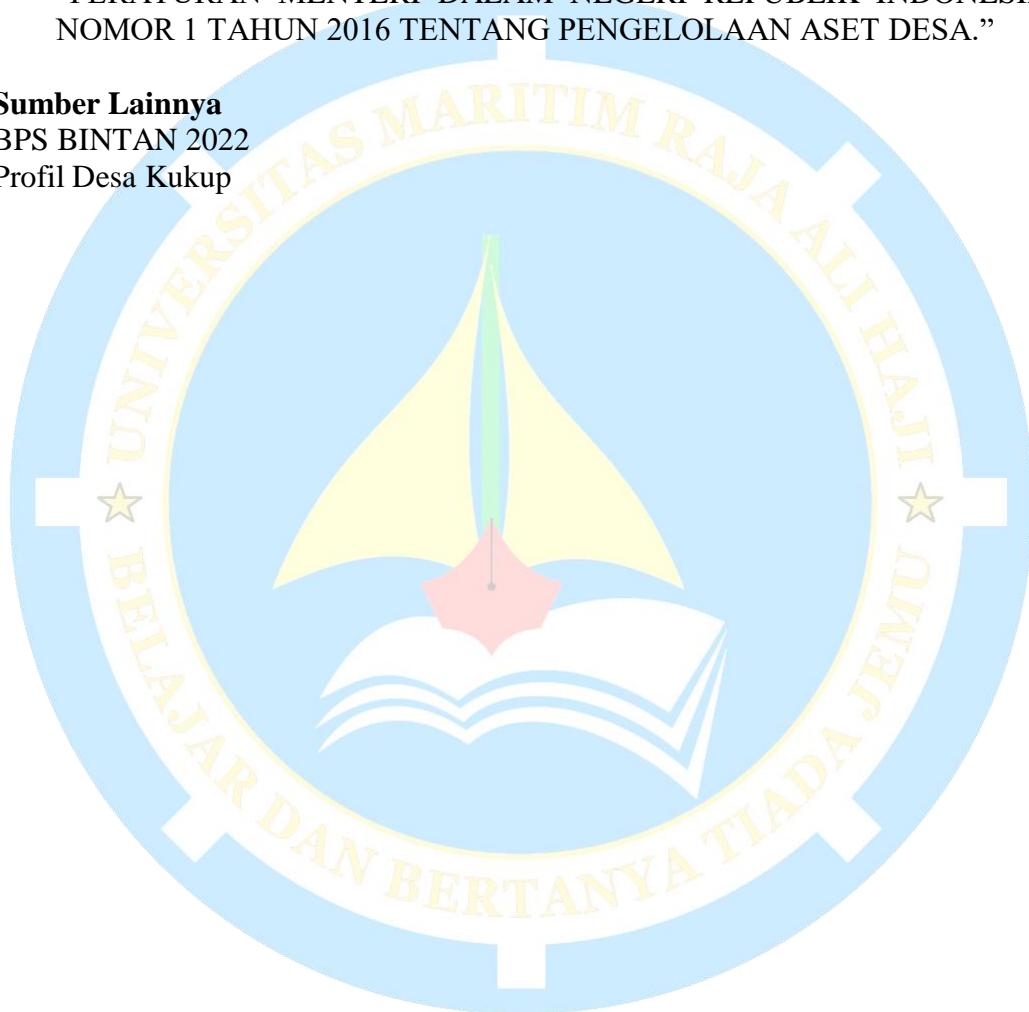 PERATURAN MENTERI DALAM NEGERI REPUBLIK INDONESIA
NOMOR 1 TAHUN 2016 TENTANG PENGELOLAAN ASET DESA.”
Sumber Lainnya
BPS BINTAN 2022
Profil Desa Kukup
UNIVERSITAS MARITIM RAJA ALI HAJI
BELAJAR DAN BERTANYA TIADA JEMU